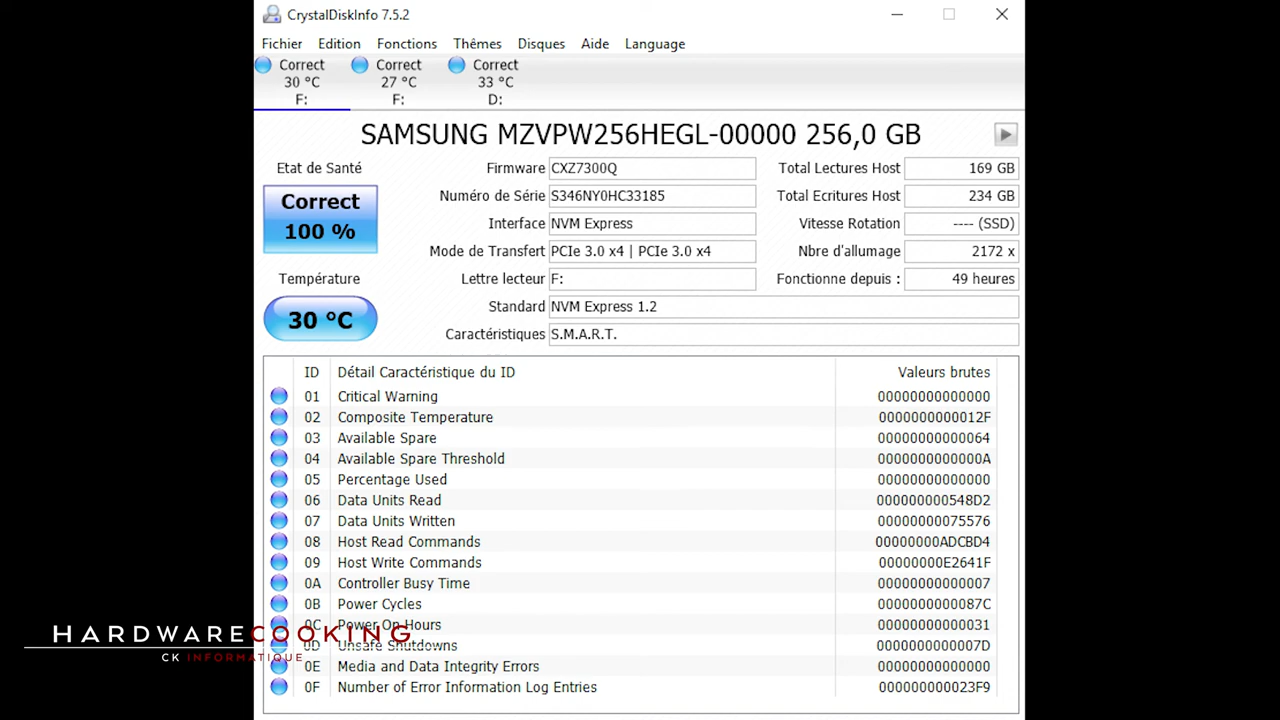 CrystalDiskInfo 7.5.2
Fichier Edition Fonctions Thêmes Disques Aide Language
Correct Correct Correct
30 °C 27 °C 33 °C
F: F: D:
SAMSUNG MZVPW256HEGL-00000 256,0 GB
Etat de Santé
Correct
100 %
Température
30 °C
Firmware CXZ7300Q
Numéro de Série S346NY0HC33185
Interface NVM Express
Mode de Transfert PCIe 3.0 x4 | PCIe 3.0 x4
Lettre lecteur F:
Standard NVM Express 1.2
Caractéristiques S.M.A.R.T.
Total Lectures Host 169 GB
Total Ecritures Host 234 GB
Vitesse Rotation ---- (SSD)
Nbre d'allumage 2172 x
Fonctionne depuis : 49 heures
ID Détail Caractéristique du ID Valeurs brutes
01 Critical Warning 00000000000000
02 Composite Temperature 0000000000012F
03 Available Spare 00000000000064
04 Available Spare Threshold 0000000000000A
05 Percentage Used 00000000000000
06 Data Units Read 000000000548D2
07 Data Units Written 00000000075576
08 Host Read Commands 00000000ADCBD4
09 Host Write Commands 00000000E2641F
0A Controller Busy Time 00000000000007
0B Power Cycles 0000000000087C
0C Power On Hours 00000000000031
0D Unsafe Shutdowns 0000000000007D
0E Media and Data Integrity Errors 00000000000000
0F Number of Error Information Log Entries 000000000023F9
HARDWARECOOKING
CK INFORMATIQUE